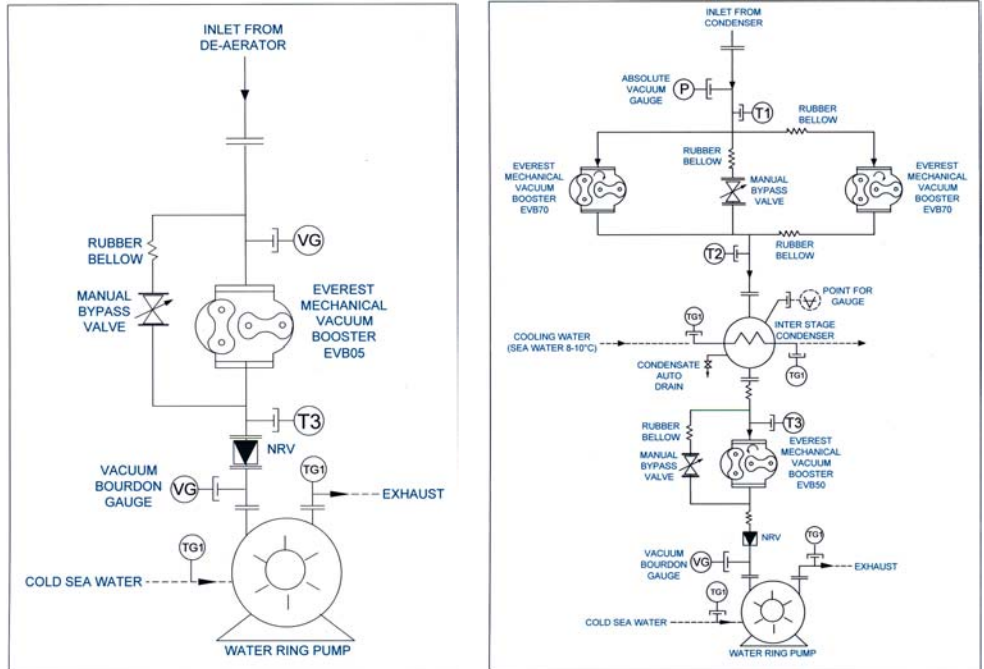 INLET FROM
DE-AERATOR
VG
RUBBER
BELLOW
MANUAL
BYPASS
VALVE
EVEREST
MECHANICAL
VACUUM
BOOSTER
EVB05
T3
NRV
VACUUM
BOURDON
GAUGE
VG
TG1
EXHAUST
TG1
COLD SEA WATER
WATER RING PUMP
INLET FROM
CONDENSER
ABSOLUTE
VACUUM
GAUGE
P
T1
RUBBER
BELLOW
EVEREST
MECHANICAL
VACUUM
BOOSTER
EVB70
RUBBER
BELLOW
MANUAL
BYPASS
VALVE
EVEREST
MECHANICAL
VACUUM
BOOSTER
EVB70
T2
RUBBER
BELLOW
POINT FOR
GAUGE
TG1
INTER STAGE
CONDENSER
COOLING WATER
(SEA WATER 8-10°C)
TG1
CONDENSATE
AUTO
DRAIN
T3
RUBBER
BELLOW
MANUAL
BYPASS
VALVE
EVEREST
MECHANICAL
VACUUM
BOOSTER
EVB50
NRV
VACUUM
BOURDON
GAUGE
VG
TG1
EXHAUST
TG1
COLD SEA WATER
WATER RING PUMP